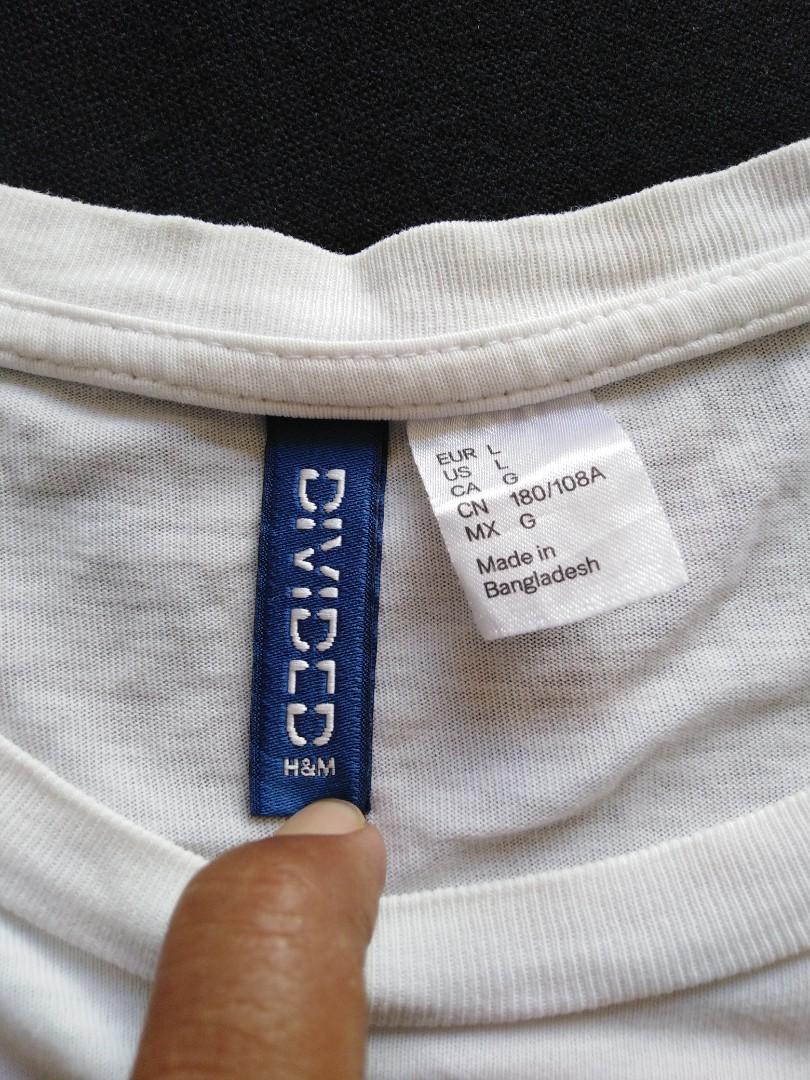 DIVIDED
H&M
EUR L
US L
CA G
CN 180/108A
MX G
Made in
Bangladesh